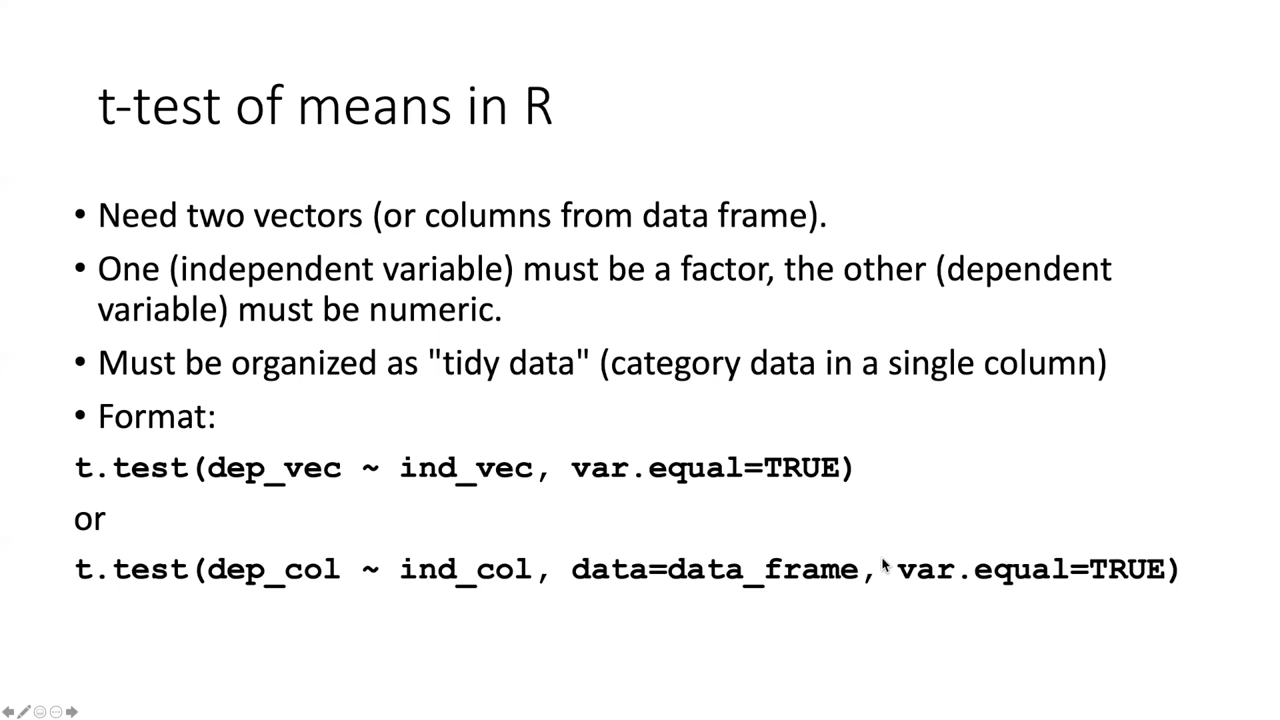 t-test of means in R
• Need two vectors (or columns from data frame).
• One (independent variable) must be a factor, the other (dependent
variable) must be numeric.
• Must be organized as "tidy data" (category data in a single column)
• Format:
t.test(dep_vec ~ ind_vec, var.equal=TRUE)
or
t.test(dep_col ~ ind_col, data=data_frame, var.equal=TRUE)